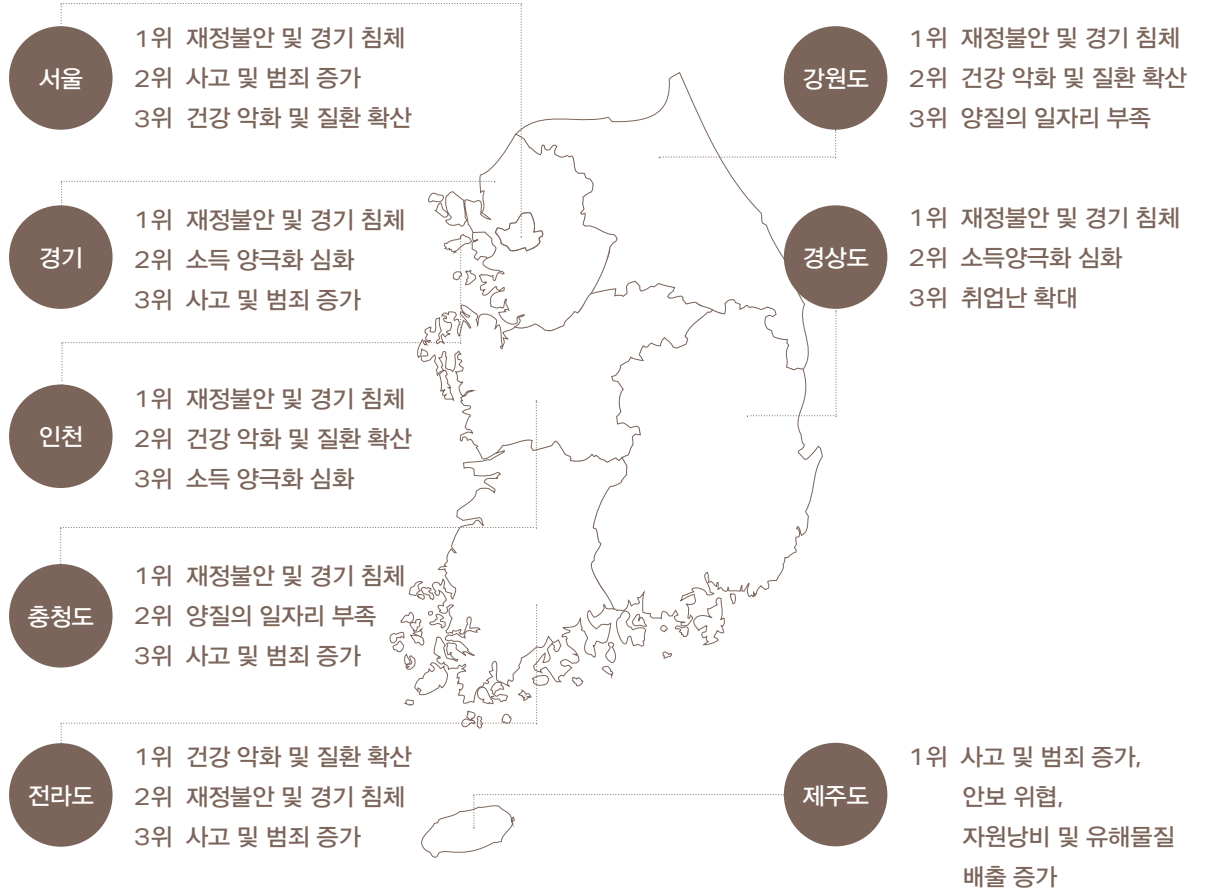 서울
1위 재정불안 및 경기 침체
2위 사고 및 범죄 증가
3위 건강 악화 및 질환 확산
경기
1위 재정불안 및 경기 침체
2위 소득 양극화 심화
3위 사고 및 범죄 증가
인천
1위 재정불안 및 경기 침체
2위 건강 악화 및 질환 확산
3위 소득 양극화 심화
충청도
1위 재정불안 및 경기 침체
2위 양질의 일자리 부족
3위 사고 및 범죄 증가
전라도
1위 건강 악화 및 질환 확산
2위 재정불안 및 경기 침체
3위 사고 및 범죄 증가
강원도
1위 재정불안 및 경기 침체
2위 건강 악화 및 질환 확산
3위 양질의 일자리 부족
경상도
1위 재정불안 및 경기 침체
2위 소득양극화 심화
3위 취업난 확대
제주도
1위 사고 및 범죄 증가,
안보 위협,
자원낭비 및 유해물질
배출 증가